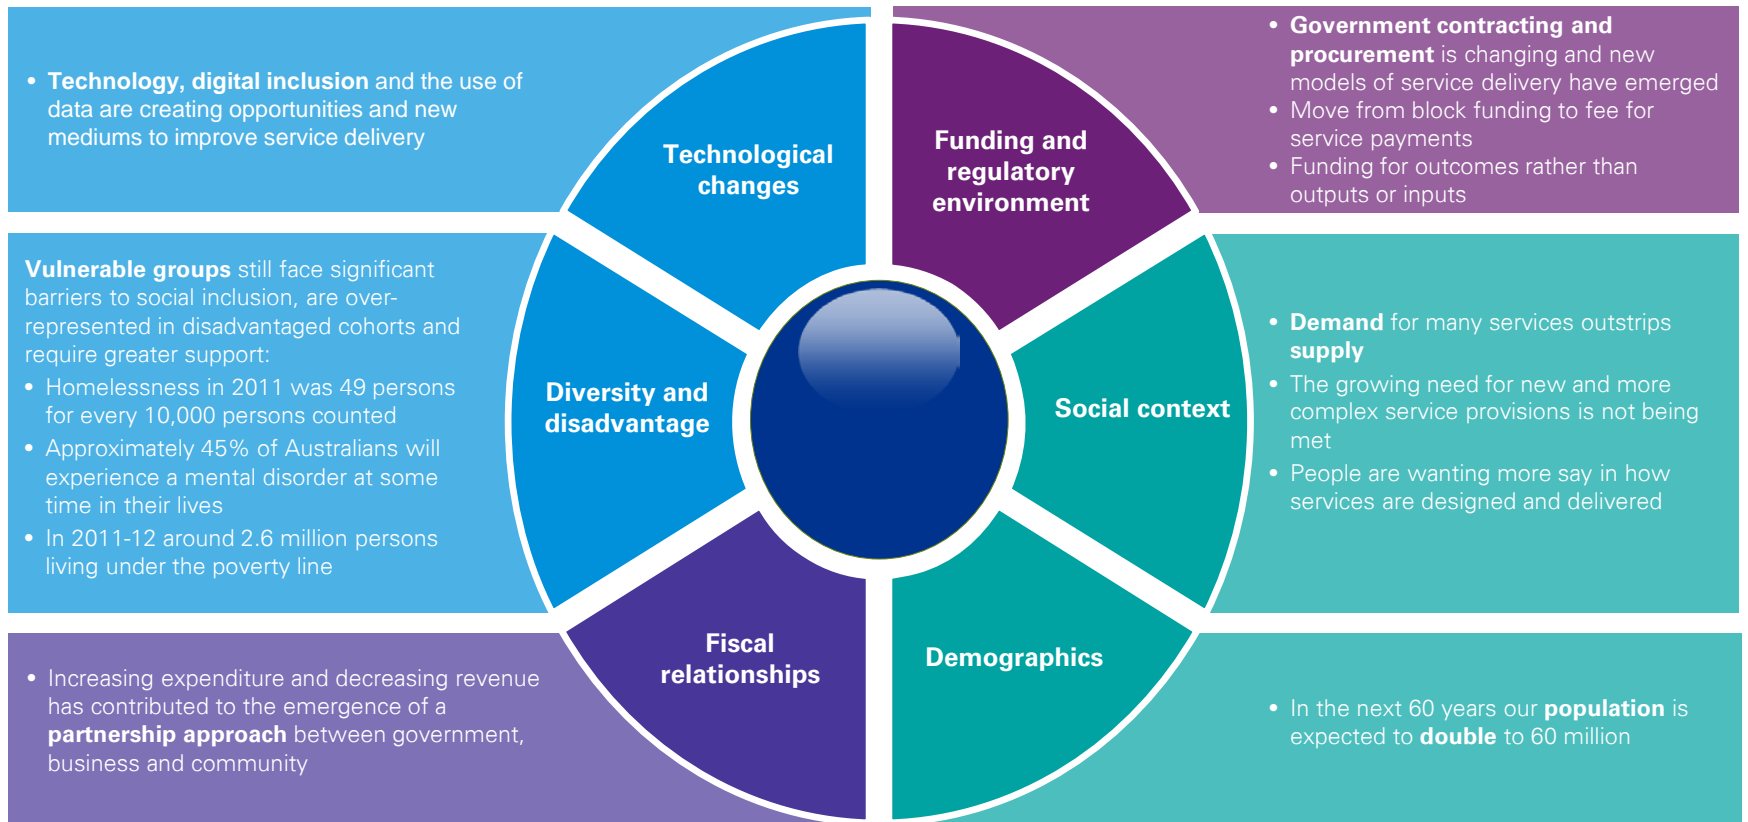 • Technology, digital inclusion and the use of
data are creating opportunities and new
mediums to improve service delivery
Technological
changes
Funding and
regulatory
environment
• Government contracting and
procurement is changing and new
models of service delivery have emerged
• Move from block funding to fee for
service payments
• Funding for outcomes rather than
outputs or inputs
Vulnerable groups still face significant
barriers to social inclusion, are over-
represented in disadvantaged cohorts and
require greater support:
• Homelessness in 2011 was 49 persons
for every 10,000 persons counted
• Approximately 45% of Australians will
experience a mental disorder at some
time in their lives
• In 2011-12 around 2.6 million persons
living under the poverty line
Diversity and
disadvantage
Social context
• Demand for many services outstrips
supply
• The growing need for new and more
complex service provisions is not being
met
• People are wanting more say in how
services are designed and delivered
• Increasing expenditure and decreasing revenue
has contributed to the emergence of a
partnership approach between government,
business and community
Fiscal
relationships
Demographics
• In the next 60 years our population is
expected to double to 60 million